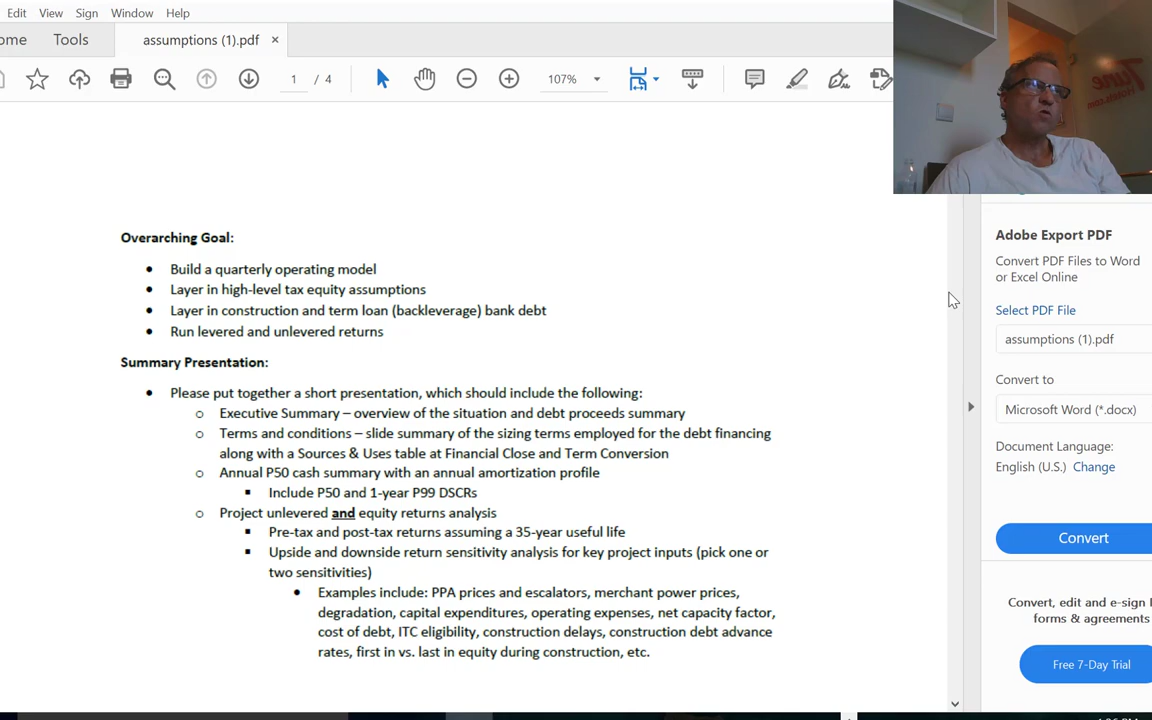 Edit View Sign Window Help
ome Tools assumptions (1).pdf ×
1 / 4 107%
Overarching Goal:
• Build a quarterly operating model
• Layer in high-level tax equity assumptions
• Layer in construction and term loan (backleverage) bank debt
• Run levered and unlevered returns
Summary Presentation:
• Please put together a short presentation, which should include the following:
o Executive Summary – overview of the situation and debt proceeds summary
o Terms and conditions – slide summary of the sizing terms employed for the debt financing
along with a Sources & Uses table at Financial Close and Term Conversion
o Annual P50 cash summary with an annual amortization profile
▪ Include P50 and 1-year P99 DSCRs
o Project unlevered and equity returns analysis
▪ Pre-tax and post-tax returns assuming a 35-year useful life
▪ Upside and downside return sensitivity analysis for key project inputs (pick one or
two sensitivities)
• Examples include: PPA prices and escalators, merchant power prices,
degradation, capital expenditures, operating expenses, net capacity factor,
cost of debt, ITC eligibility, construction delays, construction debt advance
rates, first in vs. last in equity during construction, etc.
Adobe Export PDF
Convert PDF Files to Word
or Excel Online
Select PDF File
assumptions (1).pdf
Convert to
Microsoft Word (*.docx)
Document Language:
English (U.S.) Change
Convert
Convert, edit and e-sign
forms & agreements
Free 7-Day Trial